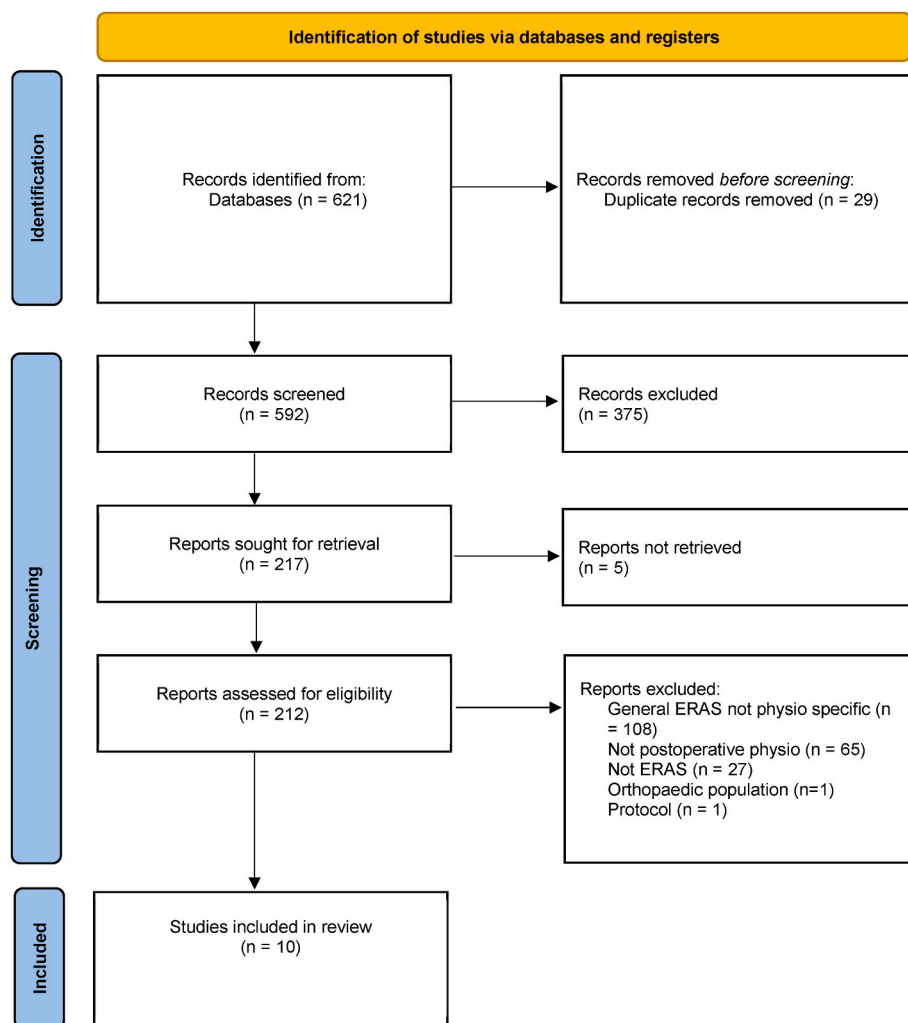 Identification of studies via databases and registers
Identification
Records identified from:
Databases (n = 621)
Records removed before screening:
Duplicate records removed (n = 29)
Screening
Records screened
(n = 592)
Records excluded
(n = 375)
Reports sought for retrieval
(n = 217)
Reports not retrieved
(n = 5)
Reports assessed for eligibility
(n = 212)
Reports excluded:
General ERAS not physio specific (n
= 108)
Not postoperative physio (n = 65)
Not ERAS (n = 27)
Orthopaedic population (n=1)
Protocol (n = 1)
Included
Studies included in review
(n = 10)